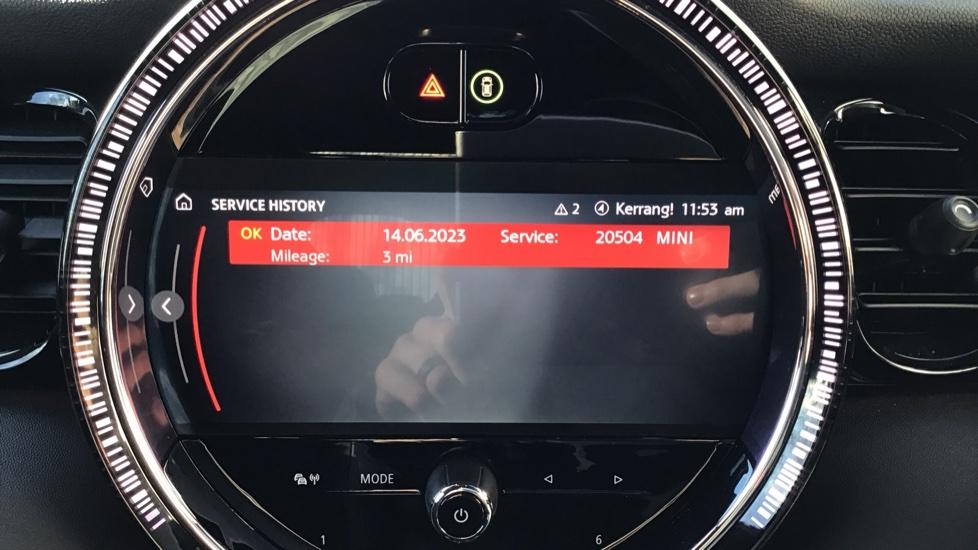 SERVICE HISTORY 2 Kerrang! 11:53 am
OK Date: 14.06.2023 Service: 20504 MINI
Mileage: 3 mi
MODE
1 6